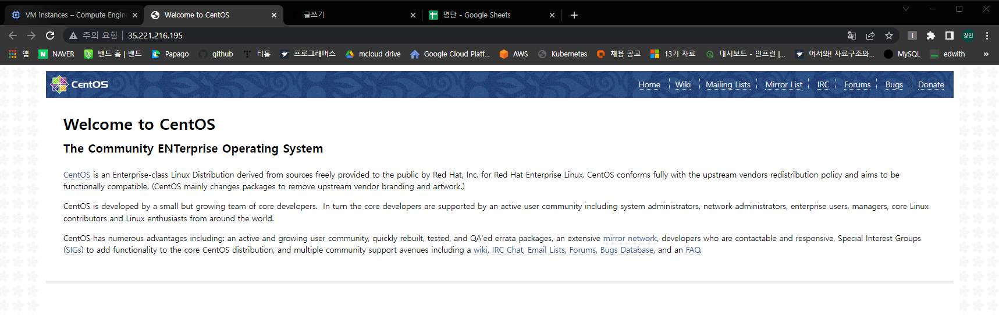 VM instances – Compute Engin
Welcome to CentOS
글쓰기
명단 - Google Sheets
주의 요함
35.221.216.195
경민
앱
NAVER
밴드 홈 | 밴드
Papago
github
티톨
프로그래머스
mcloud drive
Google Cloud Platf...
AWS
Kubernetes
채용 공고
13기 자료
대시보드 - 인프런 |...
어서와! 자료구조와...
MySQL
edwith
»
CentOS
Home
Wiki
Mailing Lists
Mirror List
IRC
Forums
Bugs
Donate
Welcome to CentOS
The Community ENTerprise Operating System
CentOS is an Enterprise-class Linux Distribution derived from sources freely provided to the public by Red Hat, Inc. for Red Hat Enterprise Linux. CentOS conforms fully with the upstream vendors redistribution policy and aims to be
functionally compatible. (CentOS mainly changes packages to remove upstream vendor branding and artwork.)
CentOS is developed by a small but growing team of core developers.  In turn the core developers are supported by an active user community including system administrators, network administrators, enterprise users, managers, core Linux
contributors and Linux enthusiasts from around the world.
CentOS has numerous advantages including: an active and growing user community, quickly rebuilt, tested, and QA'ed errata packages, an extensive mirror network, developers who are contactable and responsive, Special Interest Groups
(SIGs) to add functionality to the core CentOS distribution, and multiple community support avenues including a wiki, IRC Chat, Email Lists, Forums, Bugs Database, and an FAQ.